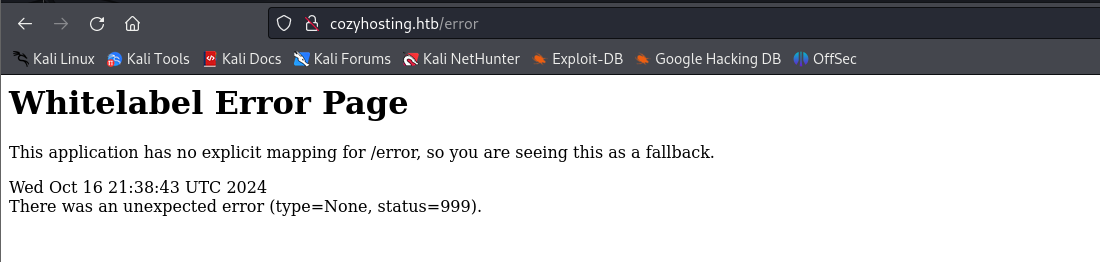 cozyhosting.htb/error
Kali Linux Kali Tools Kali Docs Kali Forums Kali NetHunter Exploit-DB Google Hacking DB OffSec
Whitelabel Error Page
This application has no explicit mapping for /error, so you are seeing this as a fallback.
Wed Oct 16 21:38:43 UTC 2024
There was an unexpected error (type=None, status=999).